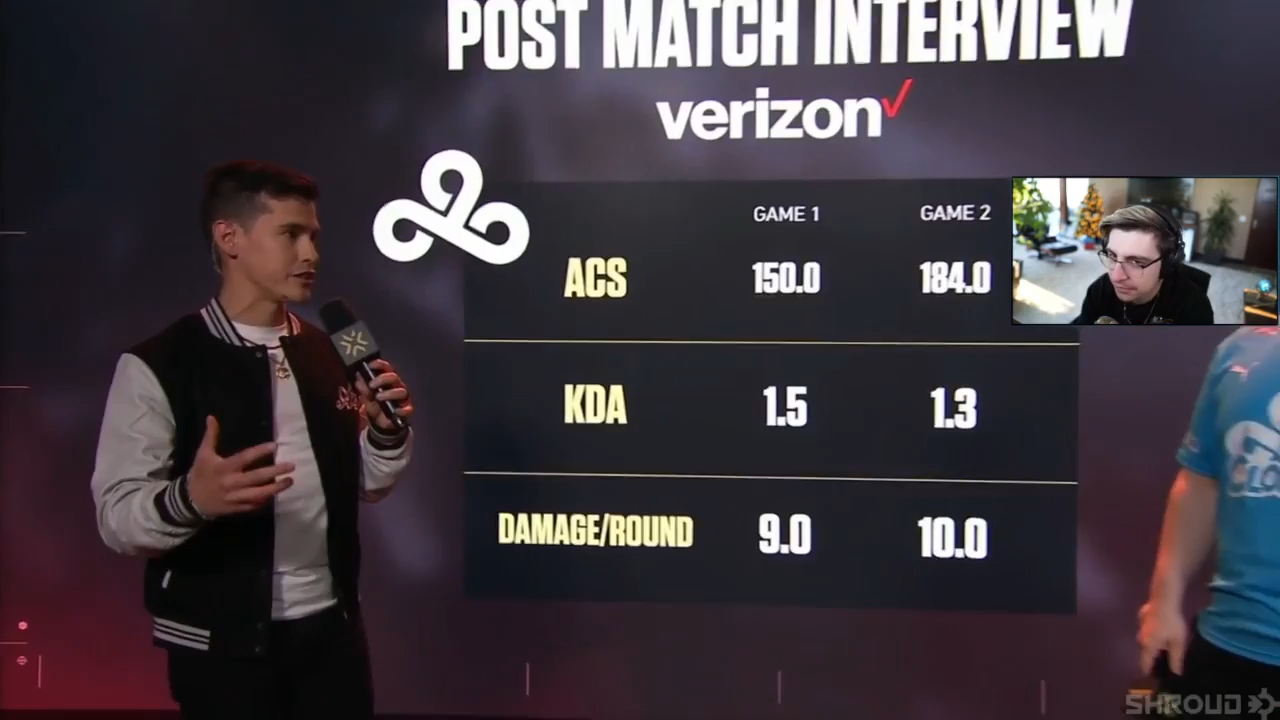 POST MATCH INTERVIEW
verizon
GAME 1 GAME 2
ACS 150.0 184.0
KDA 1.5 1.3
DAMAGE/ROUND 9.0 10.0
CLO
SHROUD